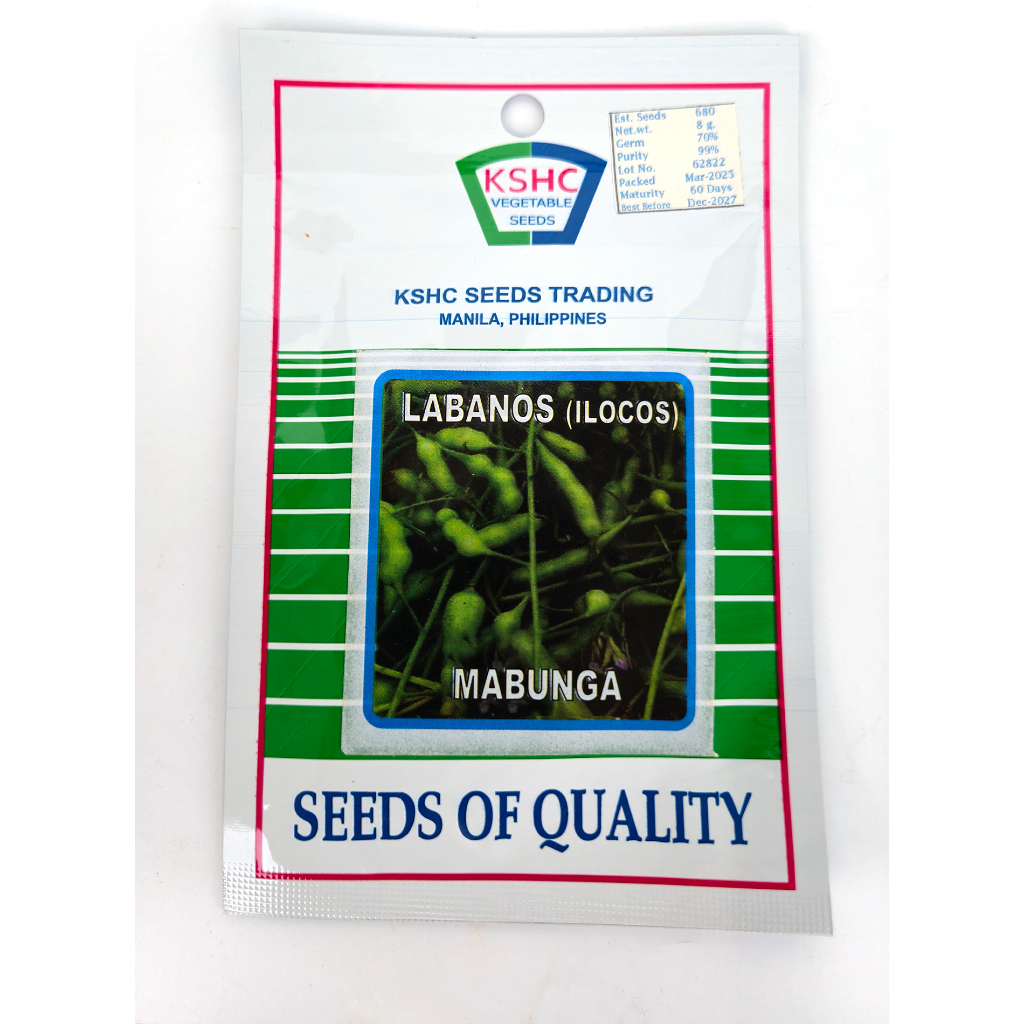 Est. Seeds 680
Net.wt. 8 g.
Germ 70%
Purity 99%
Lot No. 62822
Packed Mar-2025
Maturity 60 Days
Best Before Dec-2027
KSHC
VEGETABLE
SEEDS
KSHC SEEDS TRADING
MANILA, PHILIPPINES
LABANOS (ILOCOS)
MABUNGA
SEEDS OF QUALITY